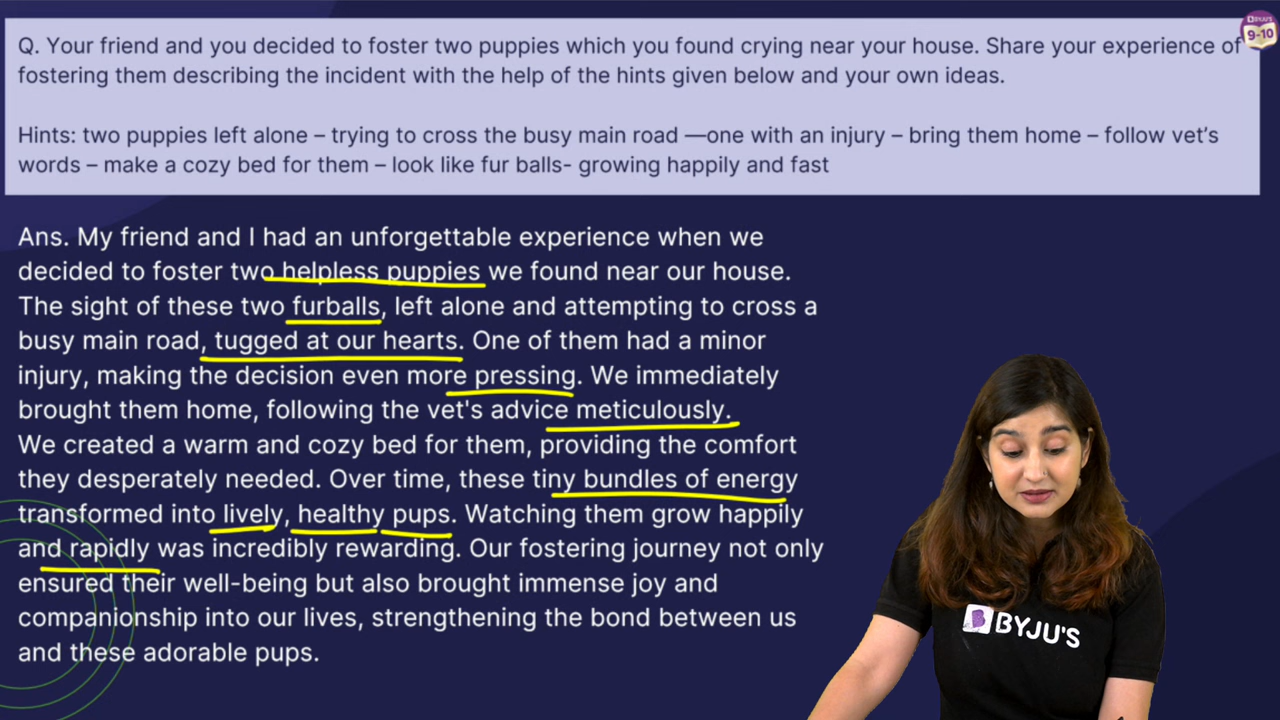 Q. Your friend and you decided to foster two puppies which you found crying near your house. Share your experience of
fostering them describing the incident with the help of the hints given below and your own ideas.
Hints: two puppies left alone – trying to cross the busy main road —one with an injury – bring them home – follow vet's
words – make a cozy bed for them – look like fur balls- growing happily and fast
BYJU'S
9-10
Ans. My friend and I had an unforgettable experience when we
decided to foster two helpless puppies we found near our house.
The sight of these two furballs, left alone and attempting to cross a
busy main road, tugged at our hearts. One of them had a minor
injury, making the decision even more pressing. We immediately
brought them home, following the vet's advice meticulously.
We created a warm and cozy bed for them, providing the comfort
they desperately needed. Over time, these tiny bundles of energy
transformed into lively, healthy pups. Watching them grow happily
and rapidly was incredibly rewarding. Our fostering journey not only
ensured their well-being but also brought immense joy and
companionship into our lives, strengthening the bond between us
and these adorable pups.
BYJU'S